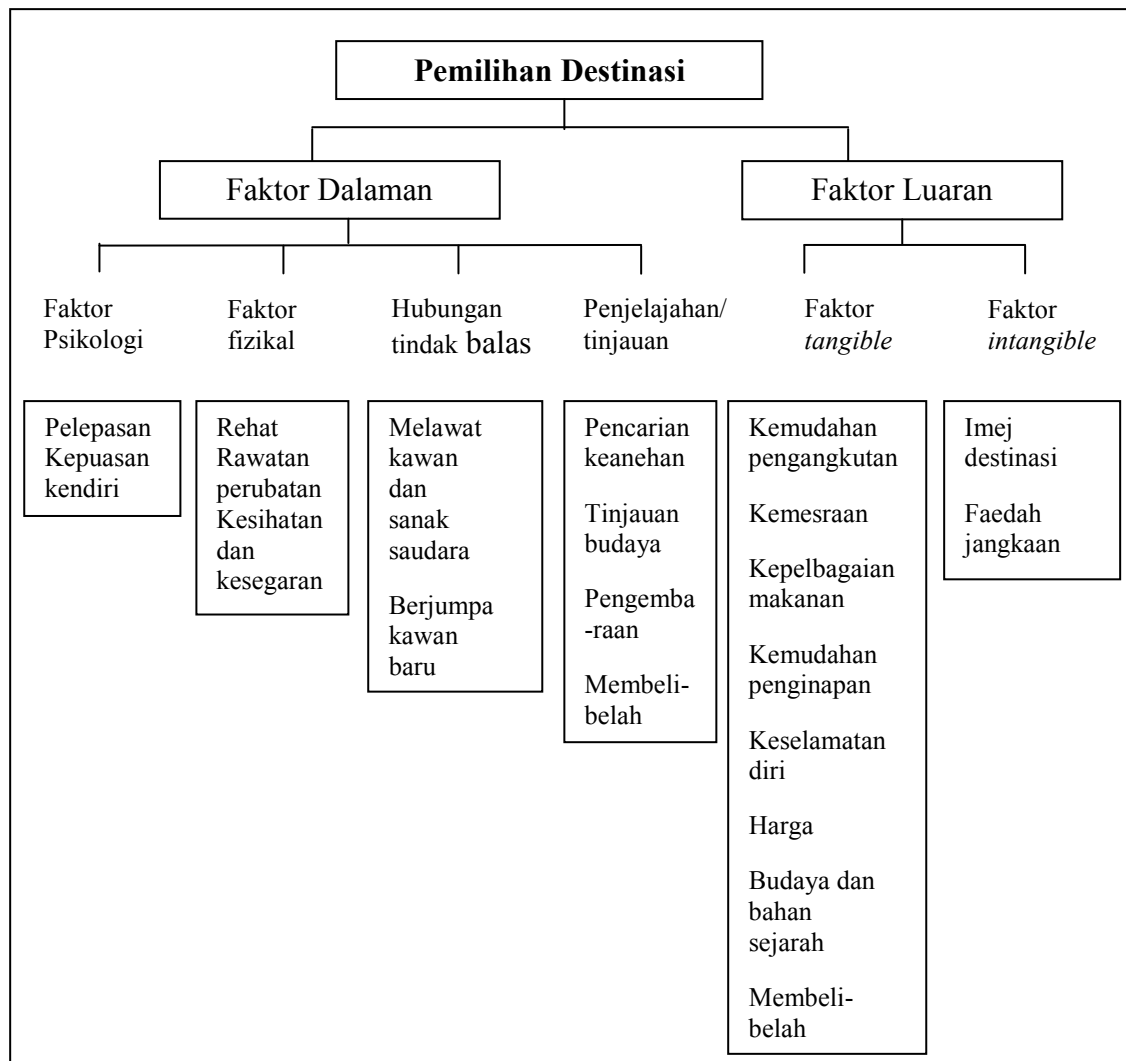 Pemilihan Destinasi
Faktor Dalaman
Faktor Luaran
Faktor
Psikologi
Faktor
fizikal
Hubungan
tindak balas
Penjelajahan/
tinjauan
Faktor
tangible
Faktor
intangible
Pelepasan
Kepuasan
kendiri
Rehat
Rawatan
perubatan
Kesihatan
dan
kesegaran
Melawat
kawan
dan
sanak
saudara
Berjumpa
kawan
baru
Pencarian
keanehan
Tinjauan
budaya
Pengemba
-raan
Membeli-
belah
Kemudahan
pengangkutan
Kemesraan
Kepelbagaian
makanan
Kemudahan
penginapan
Keselamatan
diri
Harga
Budaya dan
bahan
sejarah
Membeli-
belah
Imej
destinasi
Faedah
jangkaan